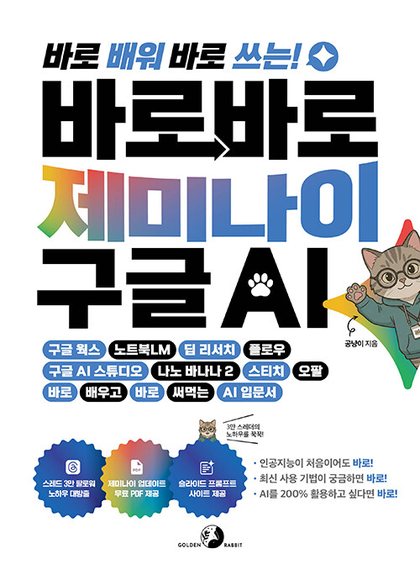 바로 배워 바로 쓰는!
바로바로
제미나이
구글 AI
공냥이 지음
구글 웍스 노트북LM 딥 리서치 플로우
구글 AI 스튜디오 나노 바나나 2 스티치 오팔
바로 배우고 바로 써먹는 AI 입문서
3만 스레더의
노하우를 꾹꾹!
스레드 3만 팔로워
노하우 대방출
PDF
제미나이 업데이트
무료 PDF 제공
슬라이드 프롬프트
사이트 제공
· 인공지능이 처음이어도 바로!
· 최신 사용 기법이 궁금하면 바로!
· AI를 200% 활용하고 싶다면 바로!
GOLDEN RABBIT